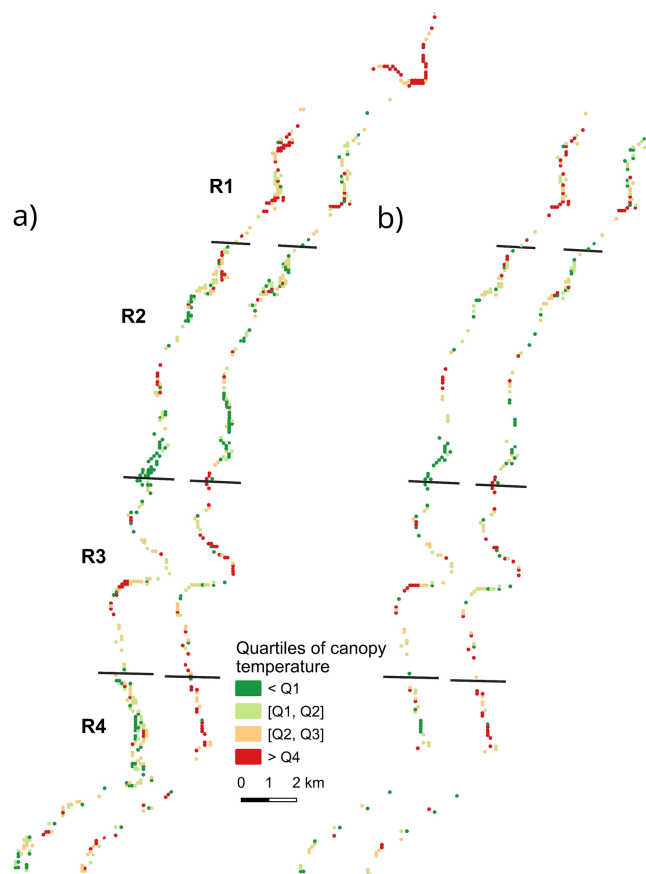 R1
a)
b)
R2
R3
Quartiles of canopy
temperature
< Q1
[Q1, Q2]
[Q2, Q3]
> Q4
R4
0 1 2 km